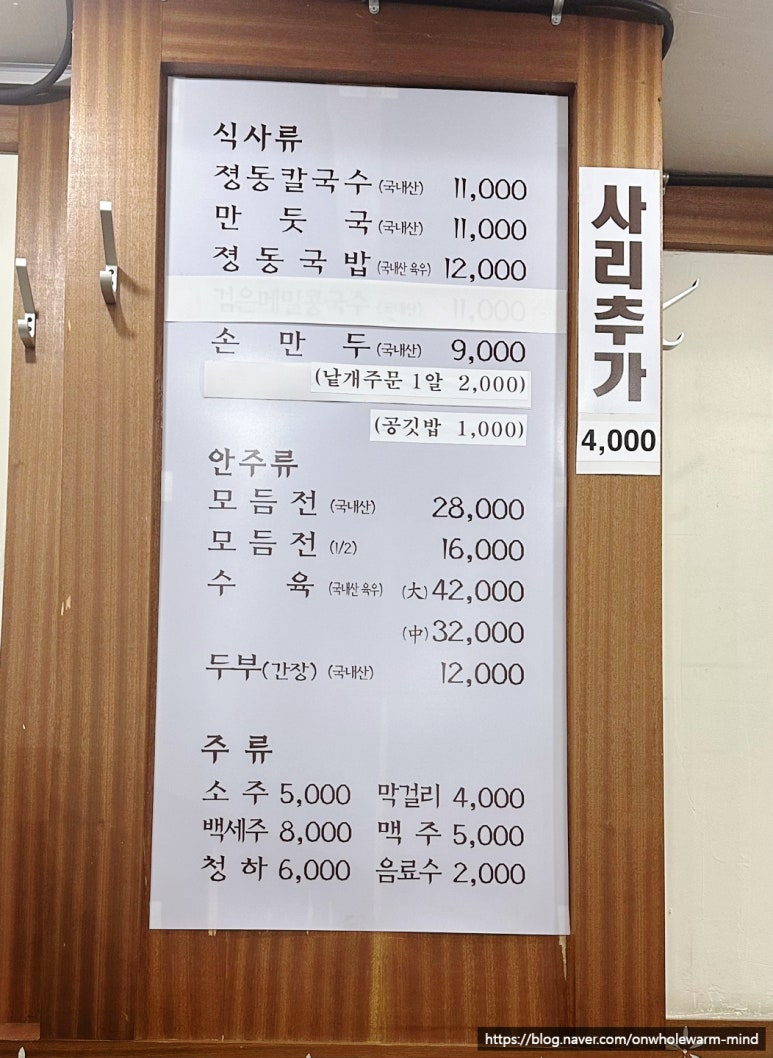 식사류
졍동칼국수 (국내산) 11,000
만둣국 (국내산) 11,000
졍동국밥 (국내산 육우) 12,000
손만두 (국내산) 9,000
(낱개주문 1알 2,000)
(공깃밥 1,000)
안주류
모듬전 (국내산) 28,000
모듬전 (1/2) 16,000
수육 (국내산 육우) (大) 42,000
(中) 32,000
두부(간장) (국내산) 12,000
주류
소주 5,000 막걸리 4,000
백세주 8,000 맥주 5,000
청하 6,000 음료수 2,000
사리추가
4,000
https://blog.naver.com/onwholewarm-mind